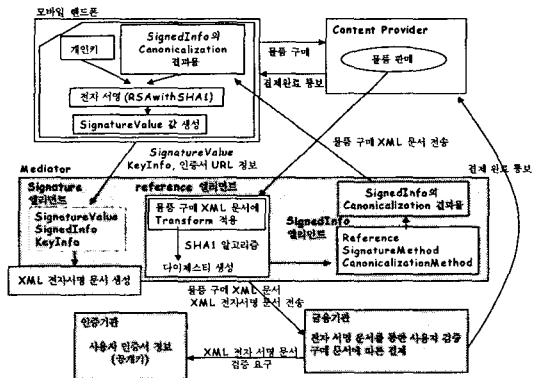 모바일 핸드폰
개인키
SignedInfo의
Canonicalization
결과물
전자 서명 (RSAwithSHA1)
SignatureValue 값 생성
물품 구매
결제완료 통보
Content Provider
물품 판매
SignatureValue
KeyInfo, 인증서 URL 정보
물품 구매 XML 문서 전송
결제 완료 통보
Mediator
Signature
엘리먼트
SignatureValue
SignedInfo
KeyInfo
XML 전자서명 문서 생성
reference 엘리먼트
물품 구매 XML 문서에
Transform 적용
SHA1 알고리즘
다이제스티 생성
SignedInfo
엘리먼트
SignedInfo의
Canonicalization 결과물
Reference
SignatureMethod
CanonicalizationMethod
물품 구매 XML 문서
XML 전자서명 문서 전송
인증기관
사용자 인증서 정보
(공개키)
XML 전자 서명 문서
검증 요구
금융기관
전자 서명 문서를 통한 사용자 검증
구매 문서에 따른 결제